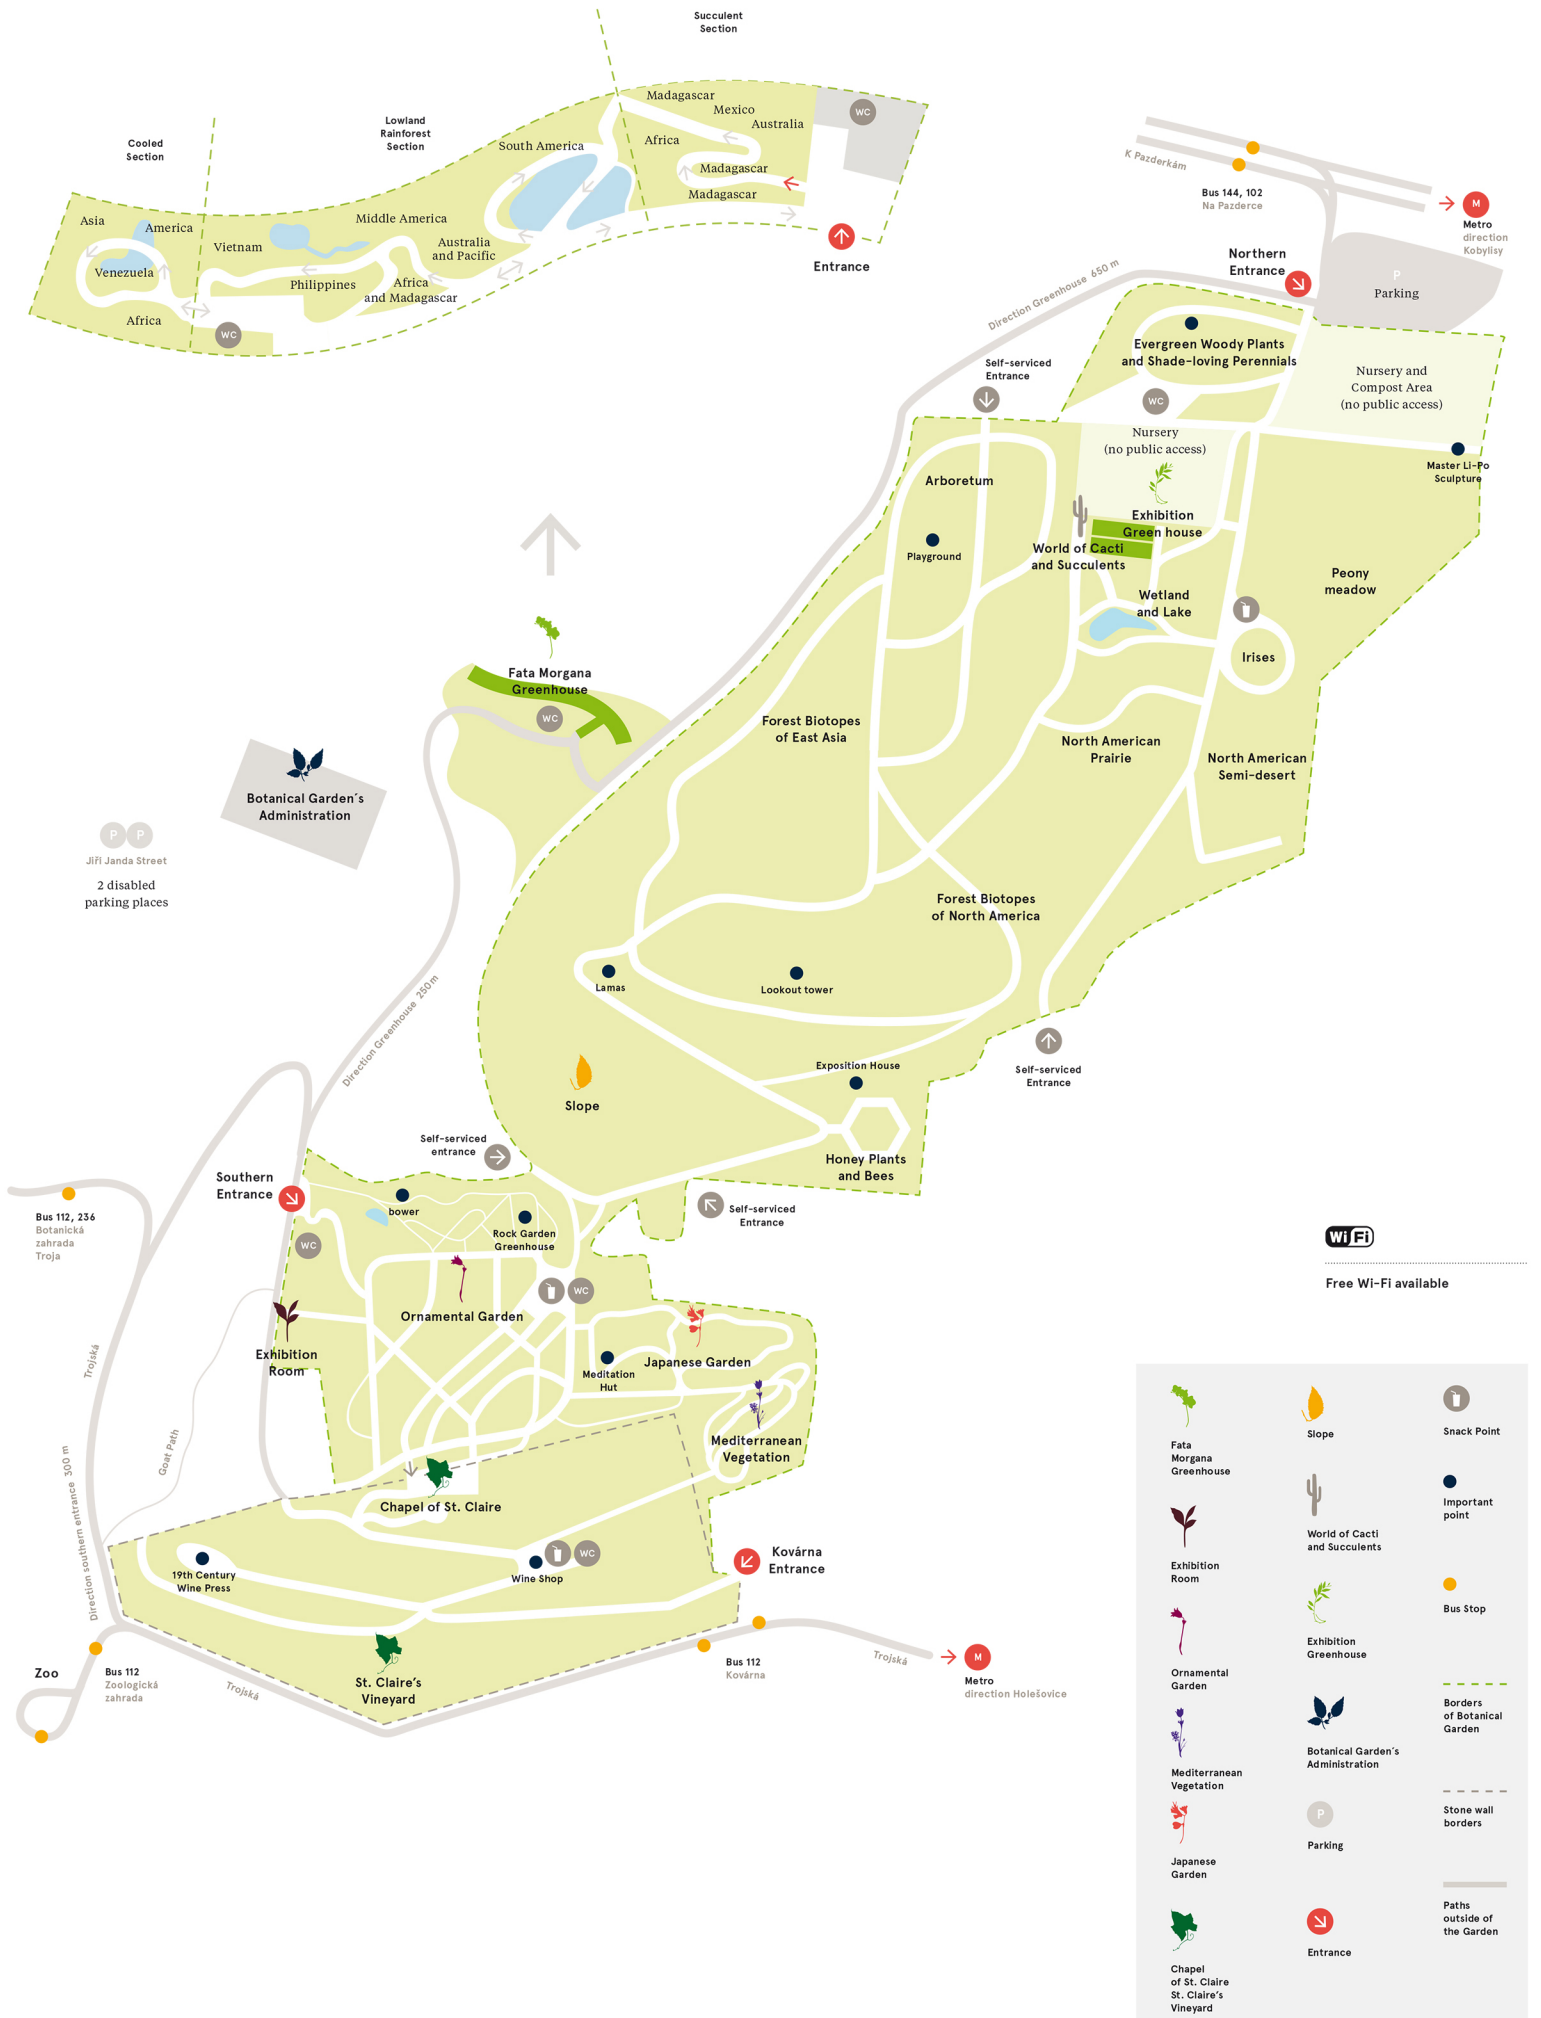 Succulent
Section
Cooled
Section
Lowland
Rainforest
Section
Madagascar
Mexico
Australia
Africa
Madagascar
Madagascar
WC
South America
Asia
America
Venezuela
Africa
Vietnam
Middle America
Australia
and Pacific
Philippines
Africa
and Madagascar
WC
Entrance
K Pazderkám
Bus 144, 102
Na Pazderce
M
Metro
direction
Kobylisy
Northern
Entrance
P
Parking
Direction Greenhouse 650 m
Self-serviced
Entrance
Evergreen Woody Plants
and Shade-loving Perennials
WC
Nursery and
Compost Area
(no public access)
Nursery
(no public access)
Master Li-Po
Sculpture
Arboretum
Playground
Exhibition
Green house
World of Cacti
and Succulents
Wetland
and Lake
Peony
meadow
Irises
Fata Morgana
Greenhouse
WC
Forest Biotopes
of East Asia
North American
Prairie
North American
Semi-desert
Botanical Garden´s
Administration
P P
Jiří Janda Street
2 disabled
parking places
Forest Biotopes
of North America
Lamas
Lookout tower
Direction Greenhouse 250m
Slope
Exposition House
Self-serviced
Entrance
Honey Plants
and Bees
Self-serviced
entrance
Self-serviced
Entrance
Southern
Entrance
WC
bower
Rock Garden
Greenhouse
Bus 112, 236
Botanická
zahrada
Troja
WC
Ornamental Garden
Exhibition
Room
Meditation
Hut
Japanese Garden
Mediterranean
Vegetation
Trojská
Goat Path
Direction southern entrance 300 m
Chapel of St. Claire
19th Century
Wine Press
WC
Wine Shop
Kovárna
Entrance
St. Claire's
Vineyard
Zoo
Bus 112
Zoologická
zahrada
Trojská
Bus 112
Kovárna
Trojská
M
Metro
direction Holešovice
Wi Fi
Free Wi-Fi available
Fata
Morgana
Greenhouse
Exhibition
Room
Ornamental
Garden
Mediterranean
Vegetation
Japanese
Garden
Chapel
of St. Claire
St. Claire's
Vineyard
Slope
World of Cacti
and Succulents
Exhibition
Greenhouse
Botanical Garden´s
Administration
P
Parking
Entrance
Snack Point
Important
point
Bus Stop
Borders
of Botanical
Garden
Stone wall
borders
Paths
outside of
the Garden